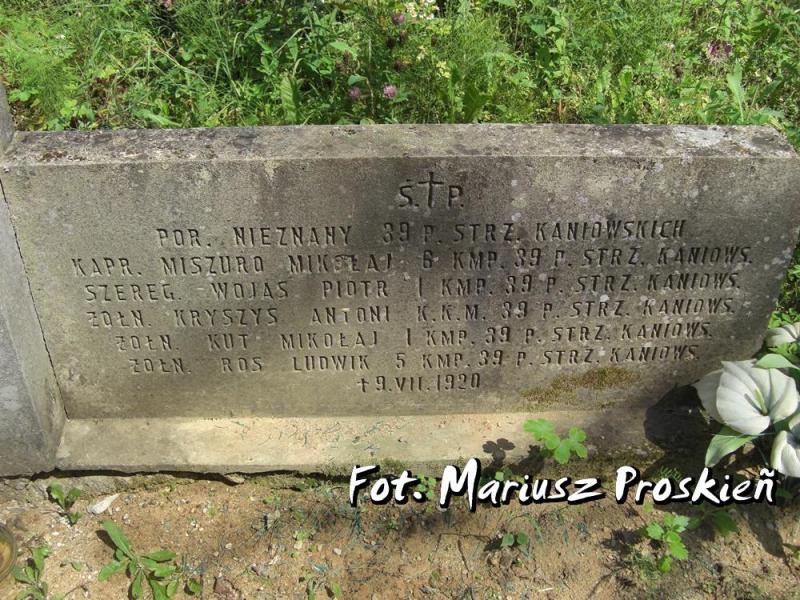 Ś.†P.
POR. NIEZNANY 39 P. STRZ. KANIOWSKICH
KAPR. MISZURO MIKOŁAJ 6 KMP. 39 P. STRZ. KANIOWS.
SZEREG. WOJAS PIOTR 1 KMP. 39 P. STRZ. KANIOWS.
ŻOŁN. KRYSZYS ANTONI K.K.M. 39 P. STRZ. KANIOWS.
ŻOŁN. KUT MIKOŁAJ 1 KMP. 39 P. STRZ. KANIOWS.
ŻOŁN. ROS LUDWIK 5 KMP. 39 P. STRZ. KANIOWS.
†9.VII.1920
Fot. Mariusz Proskień